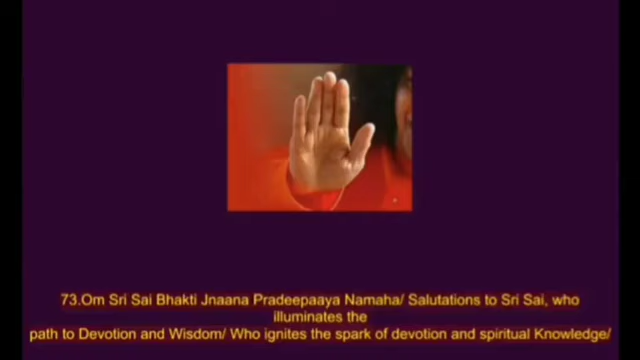 73.Om Sri Sai Bhakti Jnaana Pradeepaaya Namaha/ Salutations to Sri Sai, who
illuminates the
path to Devotion and Wisdom/ Who ignites the spark of devotion and spiritual Knowledge/